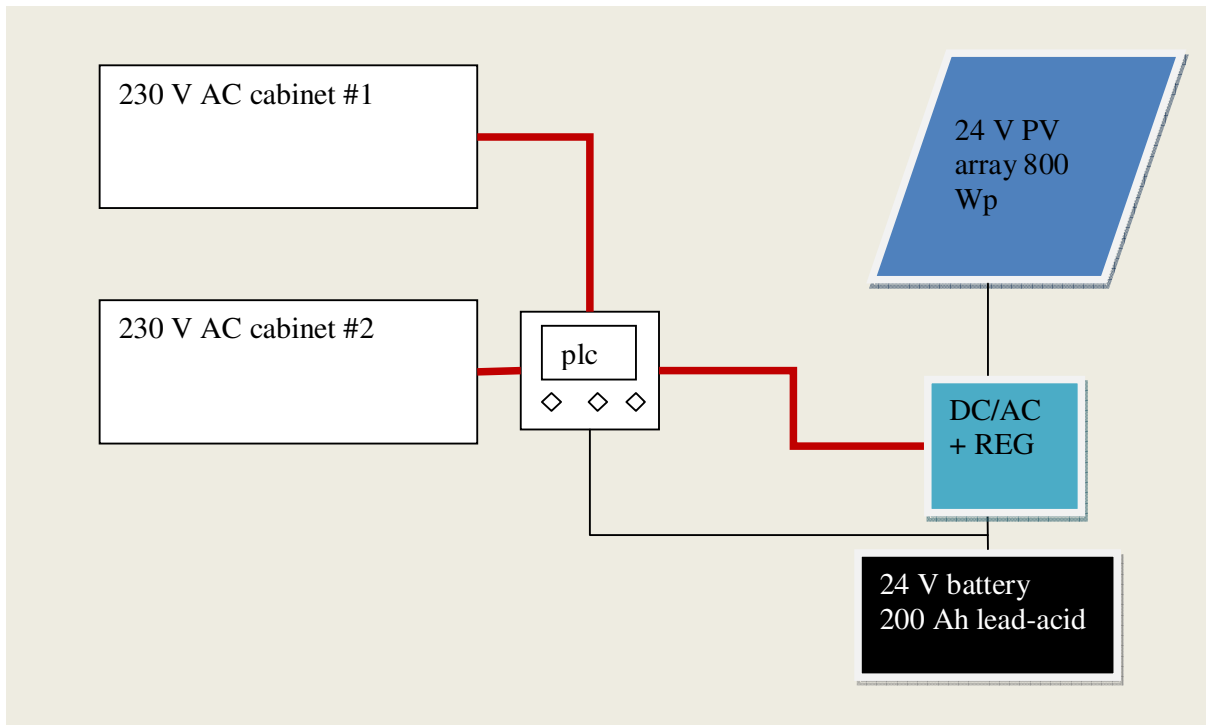 230 V AC cabinet #1
230 V AC cabinet #2
plc
24 V PV
array 800
Wp
DC/AC
+ REG
24 V battery
200 Ah lead-acid